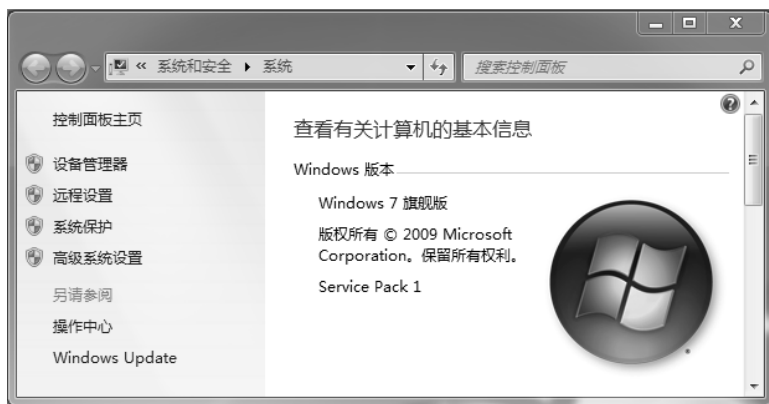 « 系统和安全 ▸ 系统
搜索控制面板
控制面板主页
设备管理器
远程设置
系统保护
高级系统设置
另请参阅
操作中心
Windows Update
查看有关计算机的基本信息
Windows 版本
Windows 7 旗舰版
版权所有 © 2009 Microsoft
Corporation。保留所有权利。
Service Pack 1